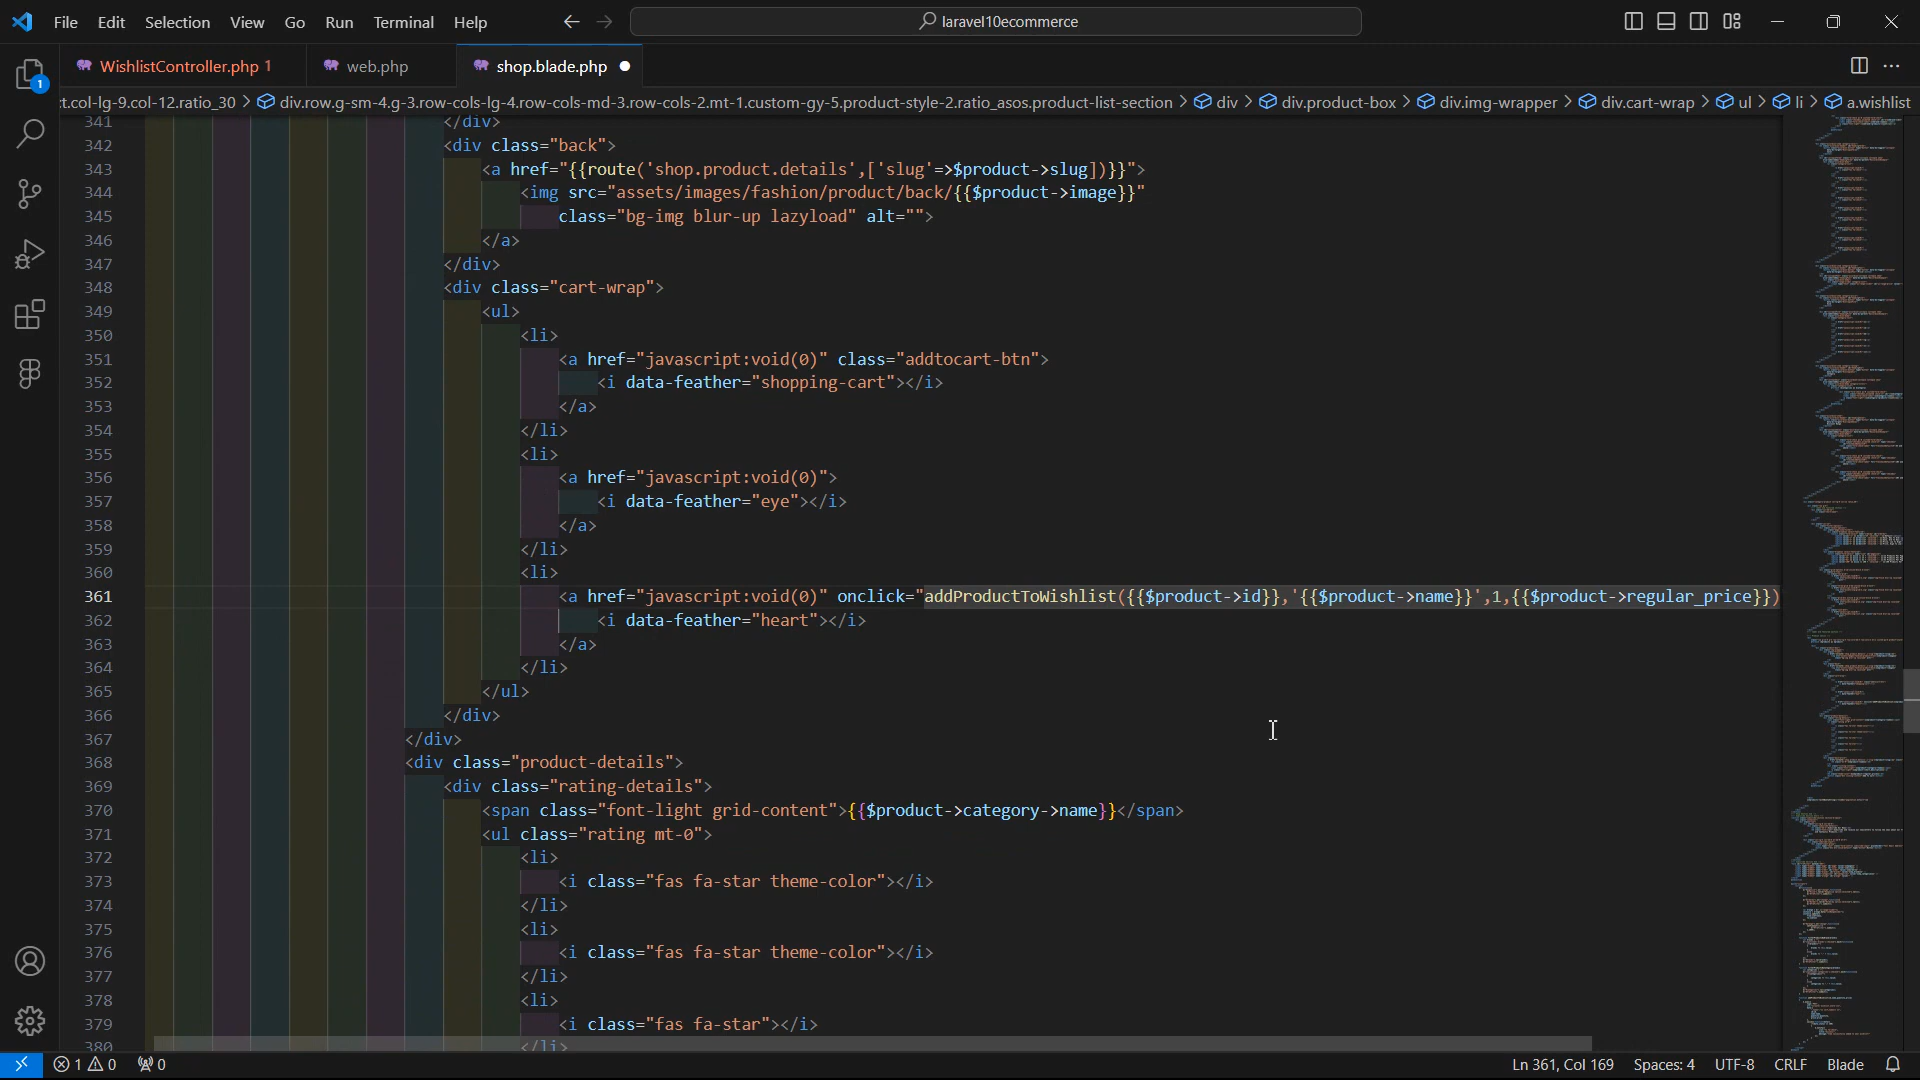 File Edit Selection View Go Run Terminal Help laravel10ecommerce
WishlistController.php 1 web.php shop.blade.php
t.col-lg-9.col-12.ratio_30 > div.row.g-sm-4.g-3.row-cols-lg-4.row-cols-md-3.row-cols-2.mt-1.custom-gy-5.product-style-2.ratio_asos.product-list-section > div > div.product-box > div.img-wrapper > div.cart-wrap > ul > li > a.wishlist
341 </div>
342 <div class="back">
343 <a href="{{route('shop.product.details',['slug'=>$product->slug])}}">
344 <img src="assets/images/fashion/product/back/{{$product->image}}"
345 class="bg-img blur-up lazyload" alt="">
346 </a>
347 </div>
348 <div class="cart-wrap">
349 <ul>
350 <li>
351 <a href="javascript:void(0)" class="addtocart-btn">
352 <i data-feather="shopping-cart"></i>
353 </a>
354 </li>
355 <li>
356 <a href="javascript:void(0)">
357 <i data-feather="eye"></i>
358 </a>
359 </li>
360 <li>
361 <a href="javascript:void(0)" onclick="addProductToWishlist({{$product->id}},'{{$product->name}}',1,{{$product->regular_price}})
362 <i data-feather="heart"></i>
363 </a>
364 </li>
365 </ul>
366 </div>
367 </div>
368 <div class="product-details">
369 <div class="rating-details">
370 <span class="font-light grid-content">{{$product->category->name}}</span>
371 <ul class="rating mt-0">
372 <li>
373 <i class="fas fa-star theme-color"></i>
374 </li>
375 <li>
376 <i class="fas fa-star theme-color"></i>
377 </li>
378 <li>
379 <i class="fas fa-star"></i>
380 </li>
1 0 0 Ln 361, Col 169 Spaces: 4 UTF-8 CRLF Blade